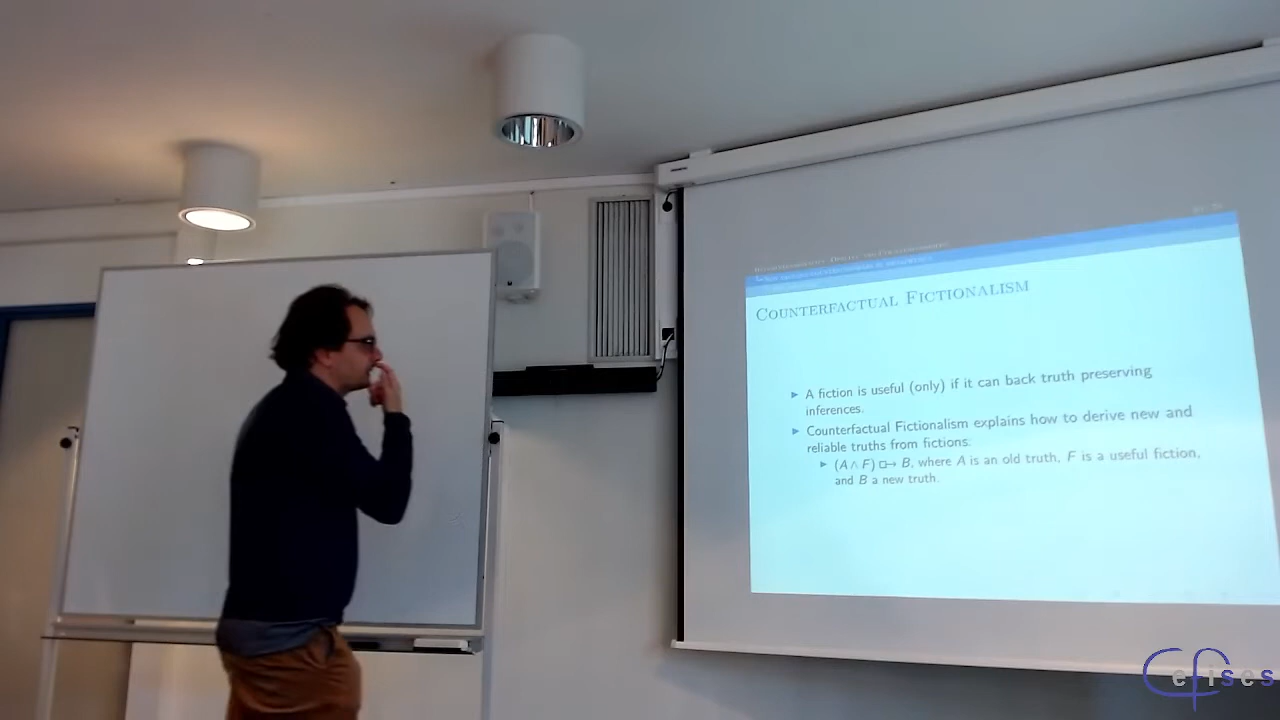 COUNTERFACTUAL FICTIONALISM
▸ A fiction is useful (only) if it can back truth preserving
inferences.
▸ Counterfactual Fictionalism explains how to derive new and
reliable truths from fictions:
▸ (A ∧ F) □→ B, where A is an old truth, F is a useful fiction,
and B a new truth.
Cefises